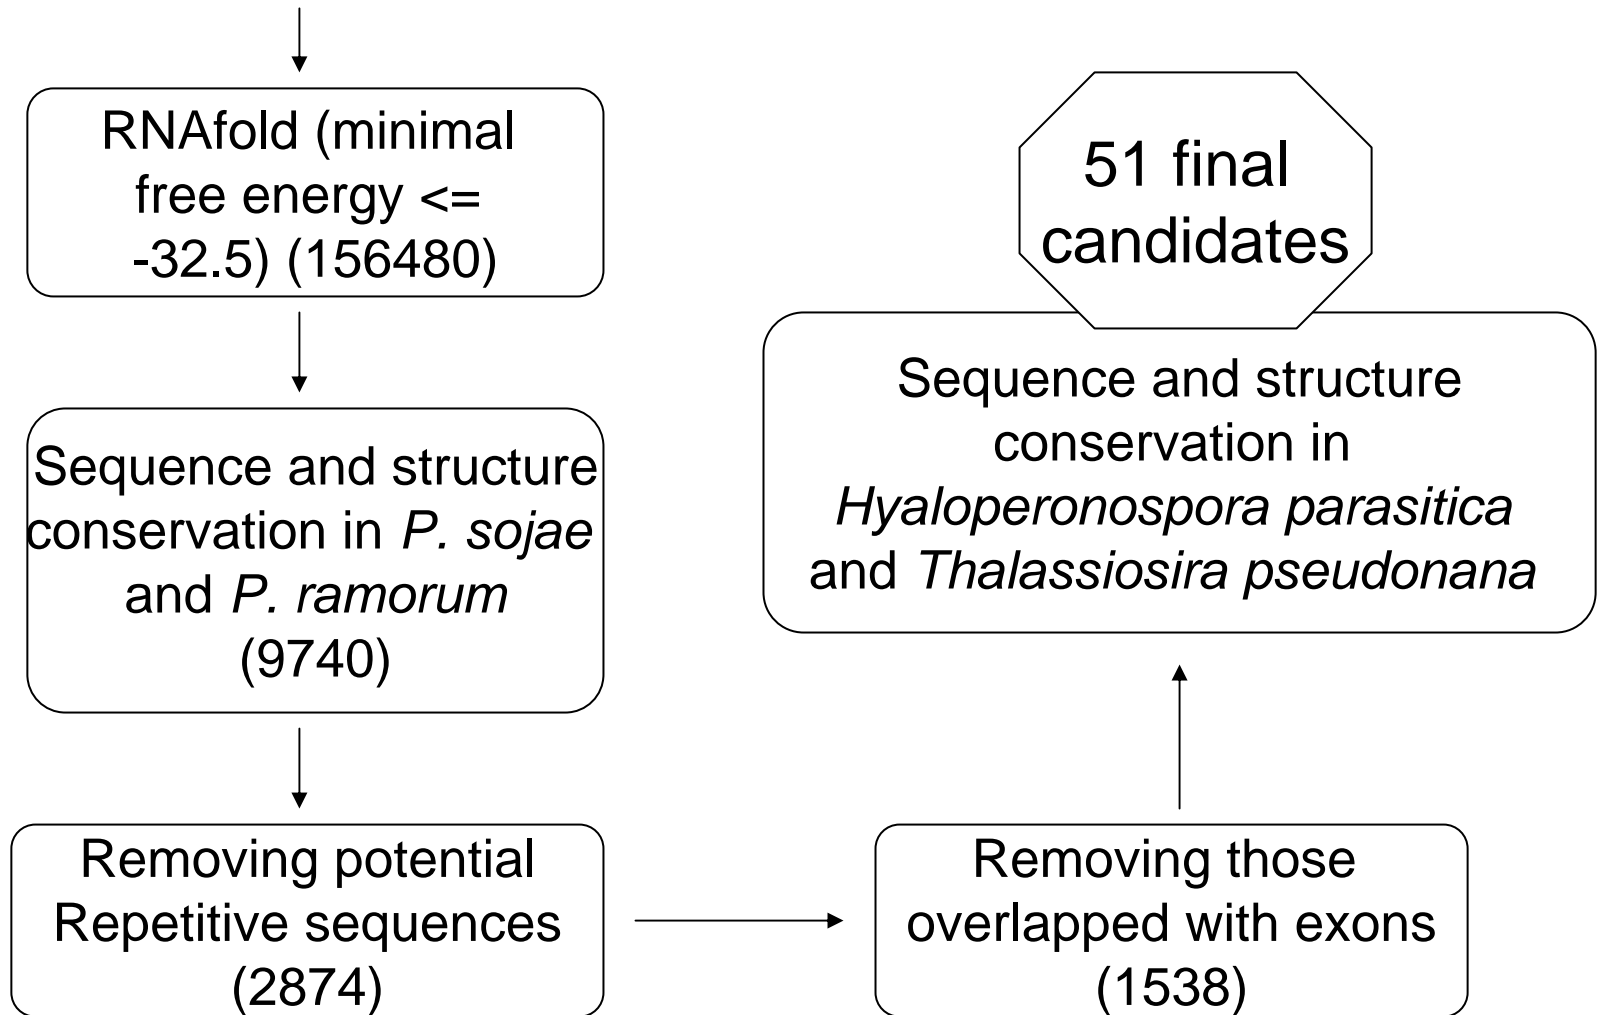 RNAfold (minimal
free energy <=
-32.5) (156480)
Sequence and structure
conservation in P. sojae
and P. ramorum
(9740)
Removing potential
Repetitive sequences
(2874)
Removing those
overlapped with exons
(1538)
Sequence and structure
conservation in
Hyaloperonospora parasitica
and Thalassiosira pseudonana
51 final
candidates